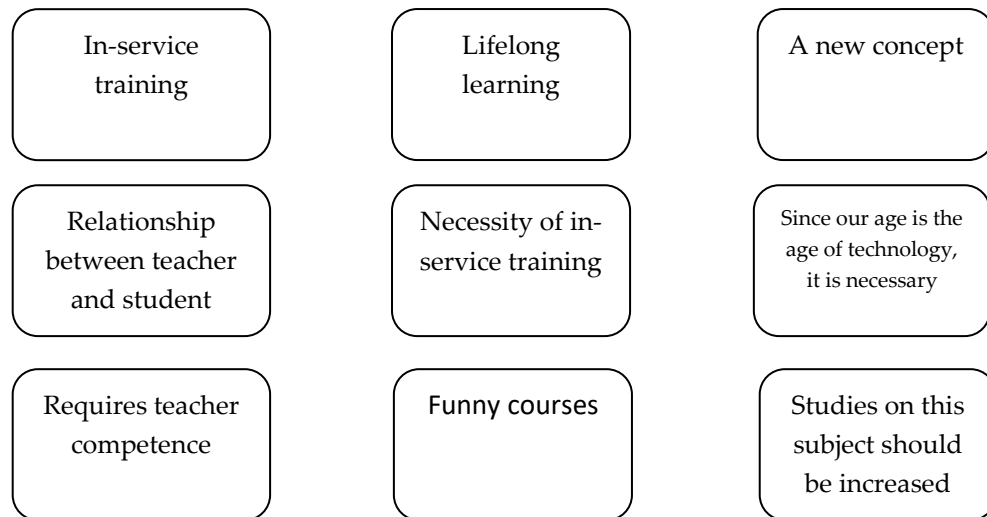 In-service
training
Lifelong
learning
A new concept
Relationship
between teacher
and student
Necessity of in-
service training
Since our age is the
age of technology,
it is necessary
Requires teacher
competence
Funny courses
Studies on this
subject should
be increased